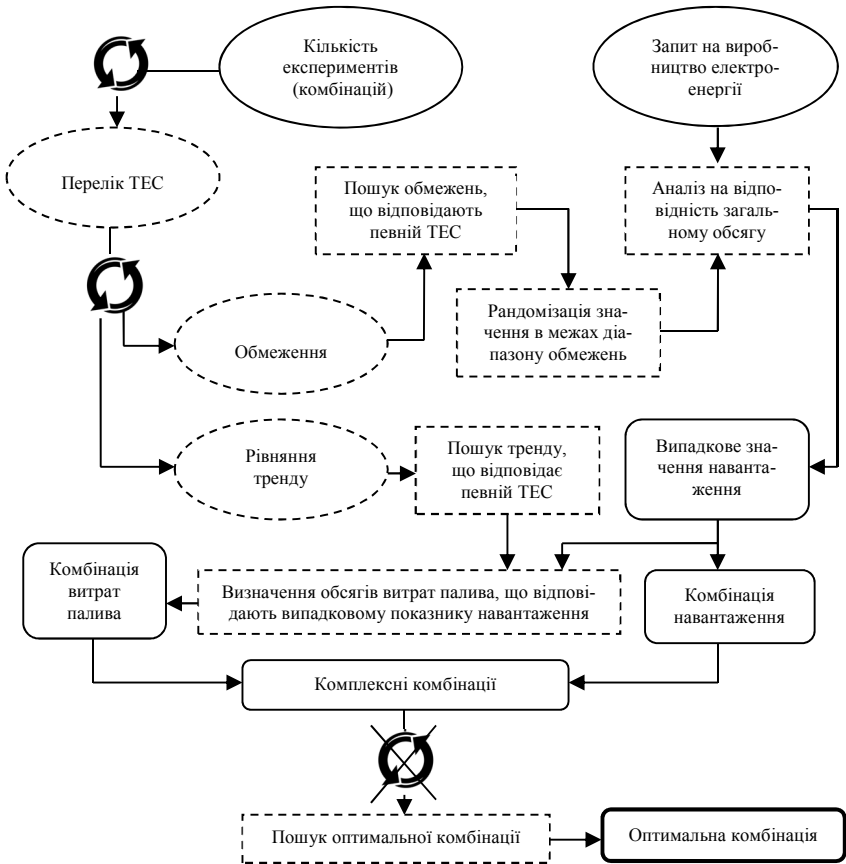 Кількість
експериментів
(комбінацій)
Запит на вироб-
ництво електро-
енергії
Перелік ТЕС
Пошук обмежень,
що відповідають
певній ТЕС
Аналіз на відпо-
відність загаль-
ному обсягу
Рандомізація зна-
чення в межах діа-
пазону обмежень
Обмеження
Рівняння
тренду
Пошук тренду,
що відповідає
певній ТЕС
Випадкове зна-
чення наванта-
ження
Комбінація
витрат
палива
Визначення обсягів витрат палива, що відпові-
дають випадковому показнику навантаження
Комбінація
навантаження
Комплексні комбінації
Пошук оптимальної комбінації
Оптимальна комбінація